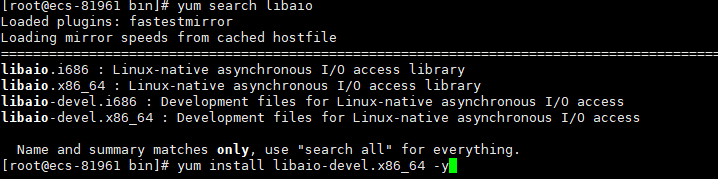 [root@ecs-81961 bin]# yum search libaio
Loaded plugins: fastestmirror
Loading mirror speeds from cached hostfile
================================================================================================
libaio.i686 : Linux-native asynchronous I/O access library
libaio.x86_64 : Linux-native asynchronous I/O access library
libaio-devel.i686 : Development files for Linux-native asynchronous I/O access
libaio-devel.x86_64 : Development files for Linux-native asynchronous I/O access
Name and summary matches only, use "search all" for everything.
[root@ecs-81961 bin]# yum install libaio-devel.x86_64 -y